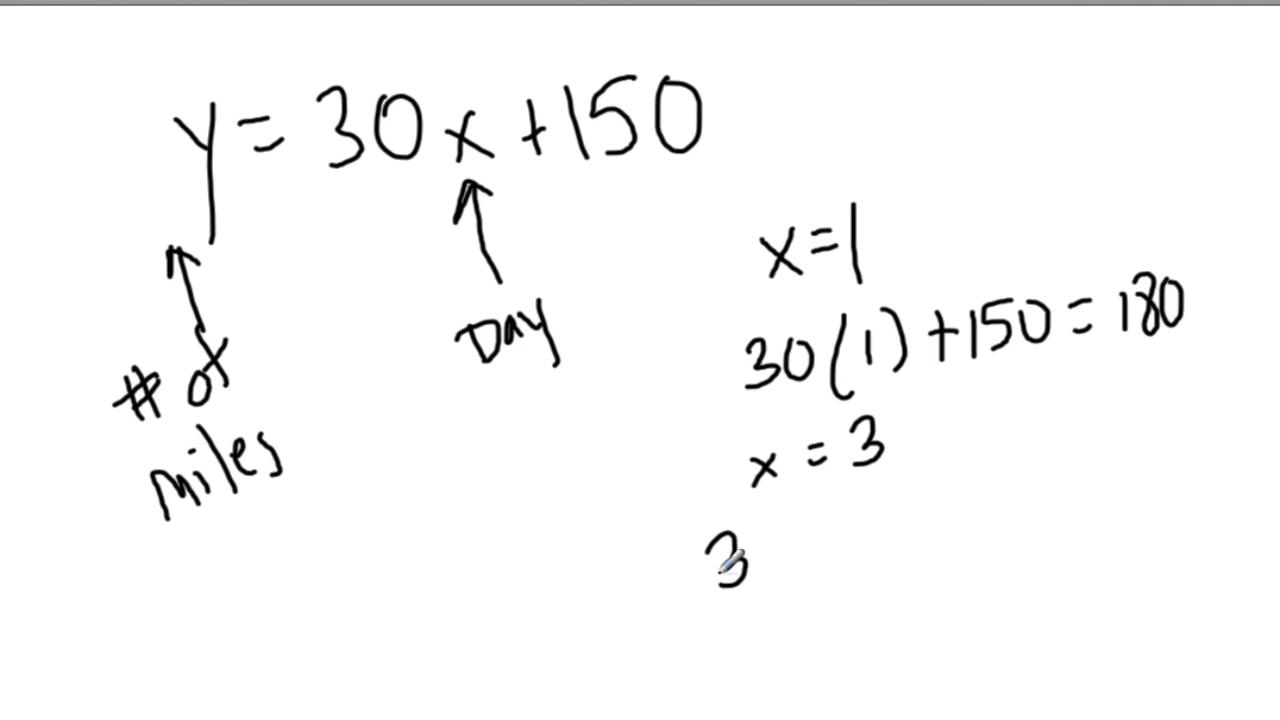 y = 30x + 150
Day
# of
miles
x = 1
30(1) + 150 = 180
x = 3
3